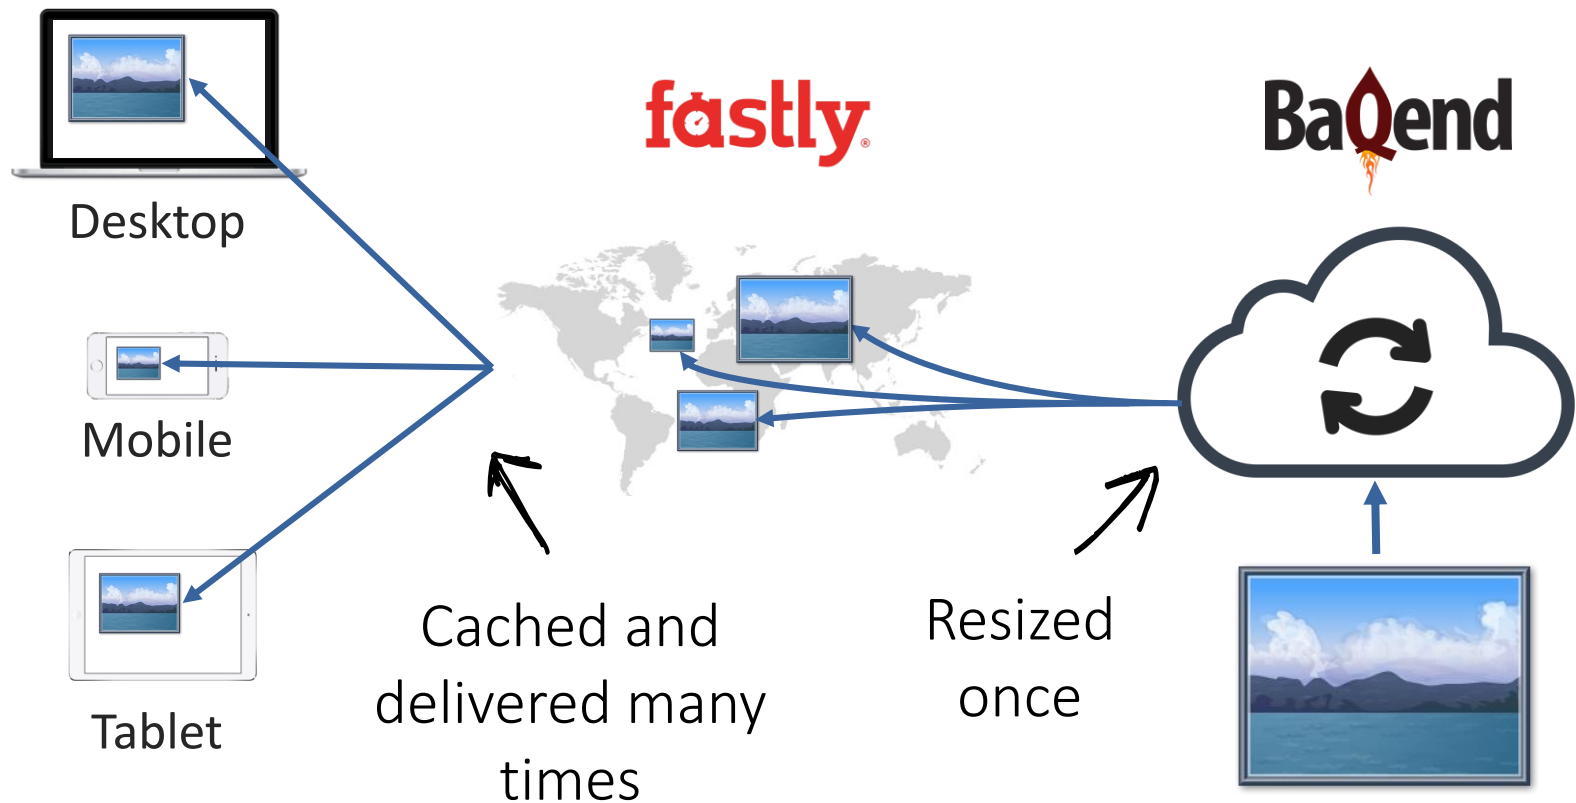 fastly®
BaQend
Desktop
Mobile
Tablet
Cached and
delivered many
times
Resized
once